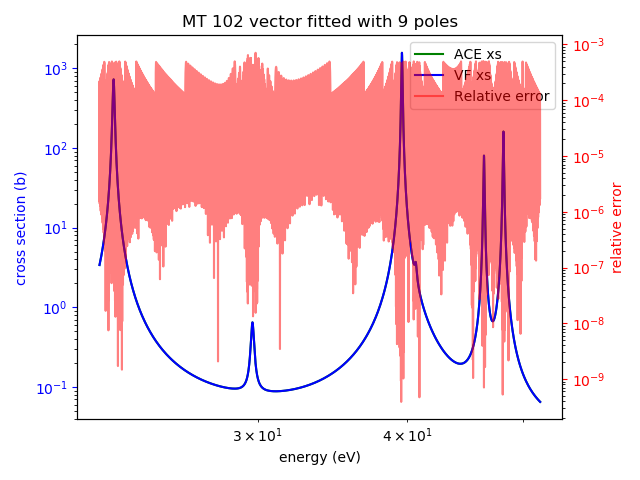 MT 102 vector fitted with 9 poles
ACE xs
VF xs
Relative error
cross section (b)
10³
10²
10¹
10⁰
10⁻¹
10⁻³
10⁻⁴
10⁻⁵
10⁻⁶
10⁻⁷
10⁻⁸
10⁻⁹
relative error
3 × 10¹
4 × 10¹
energy (eV)